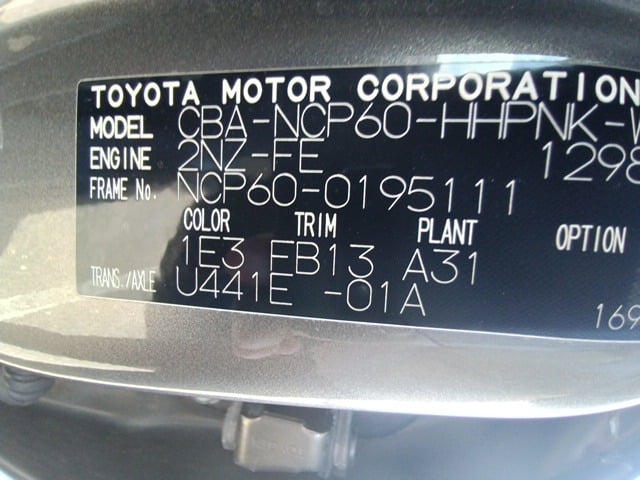 TOYOTA MOTOR CORPORATION
MODEL CBA-NCP60-HHPNK-
ENGINE 2NZ-FE 1298
FRAME No. NCP60-0195111
COLOR TRIM PLANT OPTION
1E3 FB13 A31
TRANS./AXLE U441E -01A
169